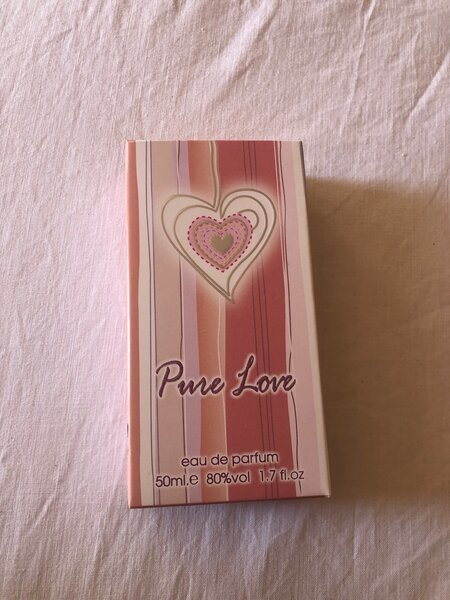 Pure Love
eau de parfum
50ml.e 80%vol 1.7 fl.oz